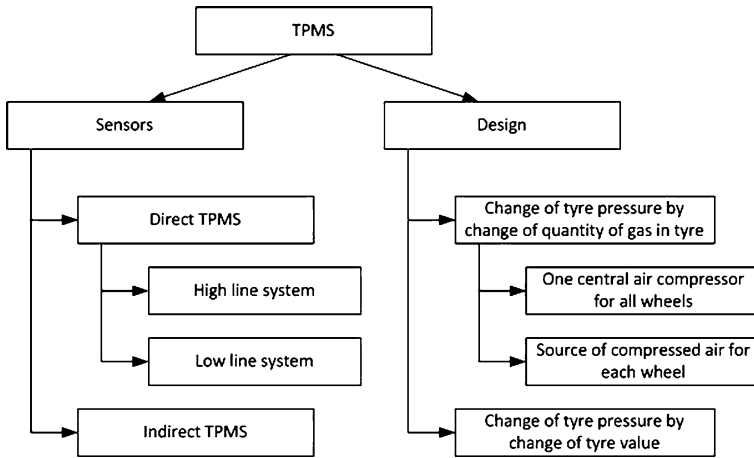 TPMS
Sensors
Design
Direct TPMS
High line system
Low line system
Indirect TPMS
Change of tyre pressure by
change of quantity of gas in tyre
One central air compressor
for all wheels
Source of compressed air for
each wheel
Change of tyre pressure by
change of tyre value